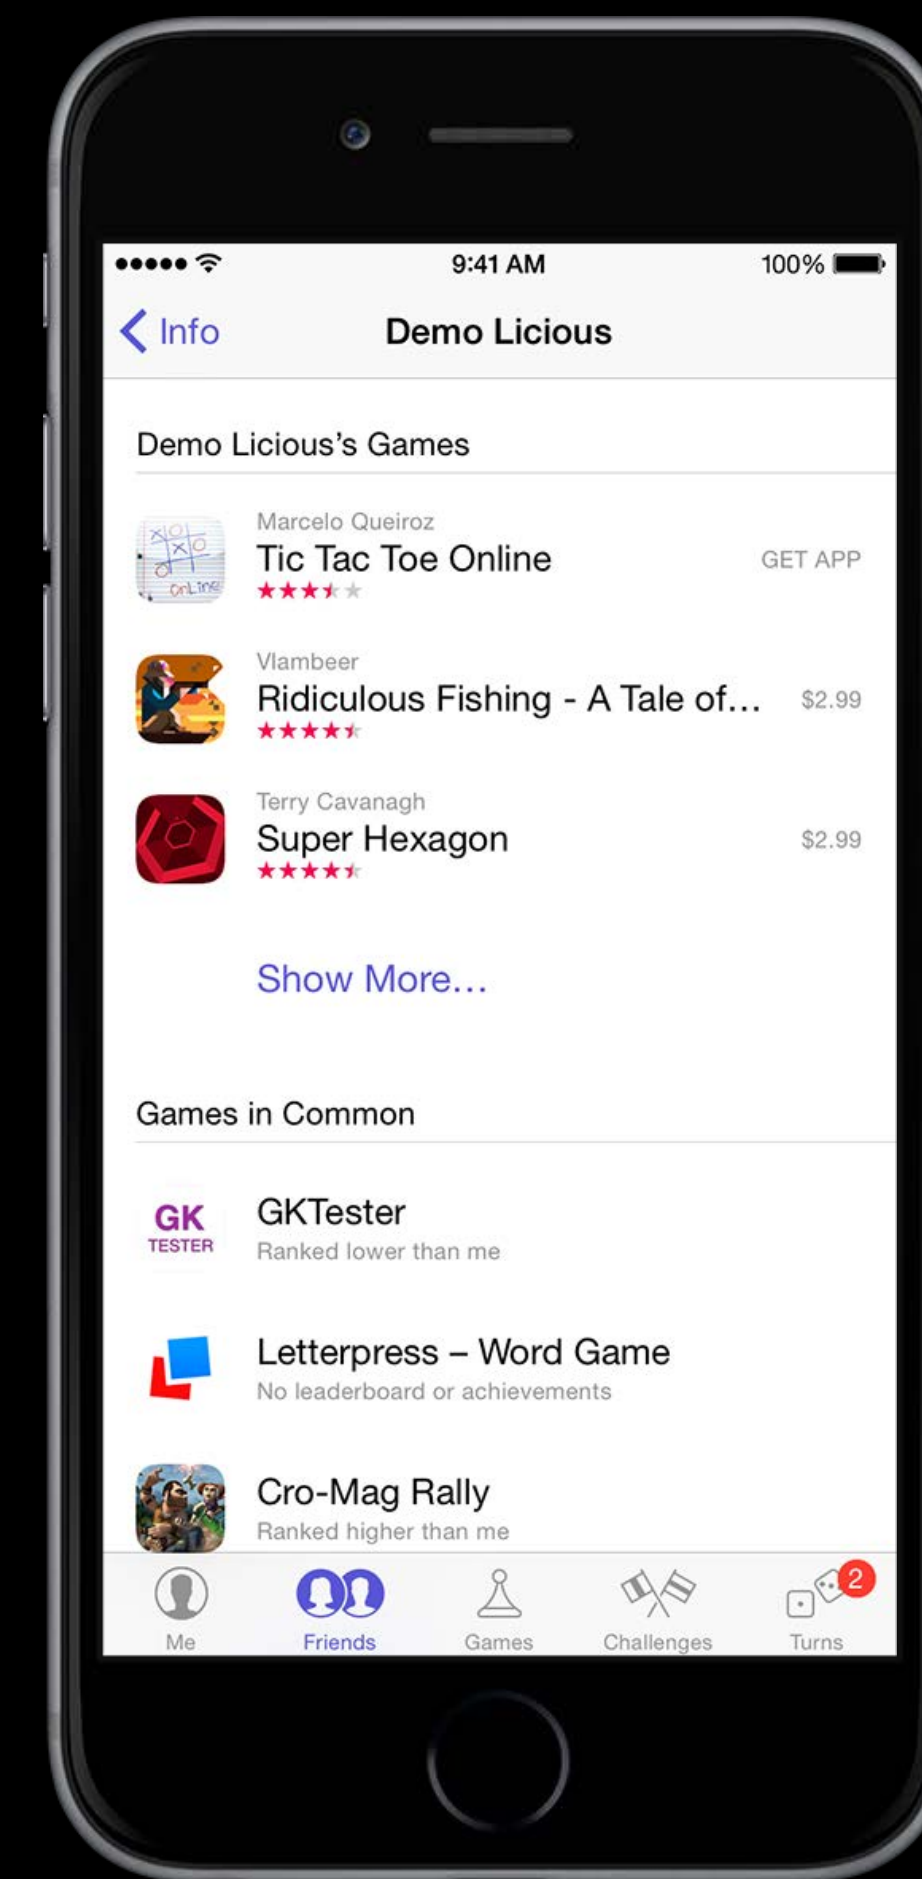 9:41 AM 100%
Info Demo Licious
Demo Licious’s Games
Marcelo Queiroz
Tic Tac Toe Online
GET APP
OnLine
Vlambeer
Ridiculous Fishing - A Tale of…
$2.99
Terry Cavanagh
Super Hexagon
$2.99
Show More…
Games in Common
GK
TESTER
GKTester
Ranked lower than me
Letterpress – Word Game
No leaderboard or achievements
Cro-Mag Rally
Ranked higher than me
2
Me Friends Games Challenges Turns